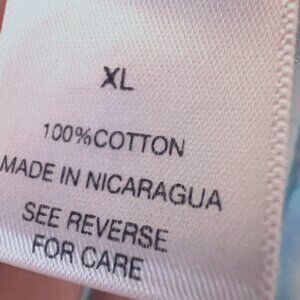 XL
100%COTTON
MADE IN NICARAGUA
SEE REVERSE
FOR CARE